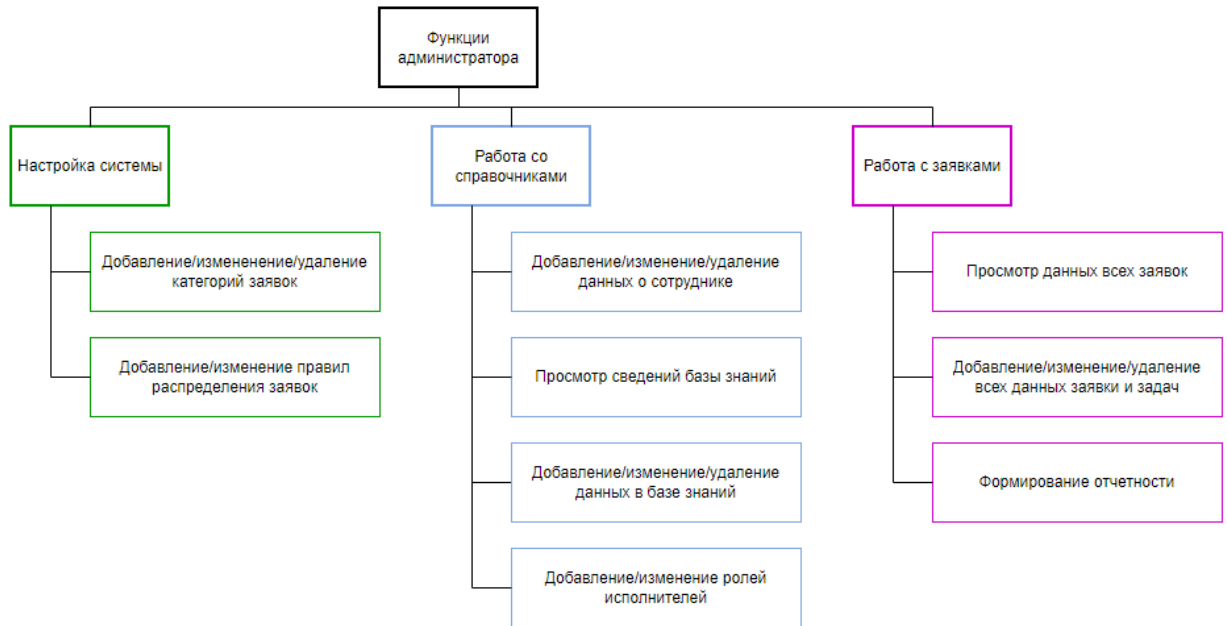 Функции
администратора
Настройка системы
Добавление/измененение/удаление
категорий заявок
Добавление/изменение правил
распределения заявок
Работа со
справочниками
Добавление/изменение/удаление
данных о сотруднике
Просмотр сведений базы знаний
Добавление/изменение/удаление
данных в базе знаний
Добавление/изменение ролей
исполнителей
Работа с заявками
Просмотр данных всех заявок
Добавление/изменение/удаление
всех данных заявки и задач
Формирование отчетности